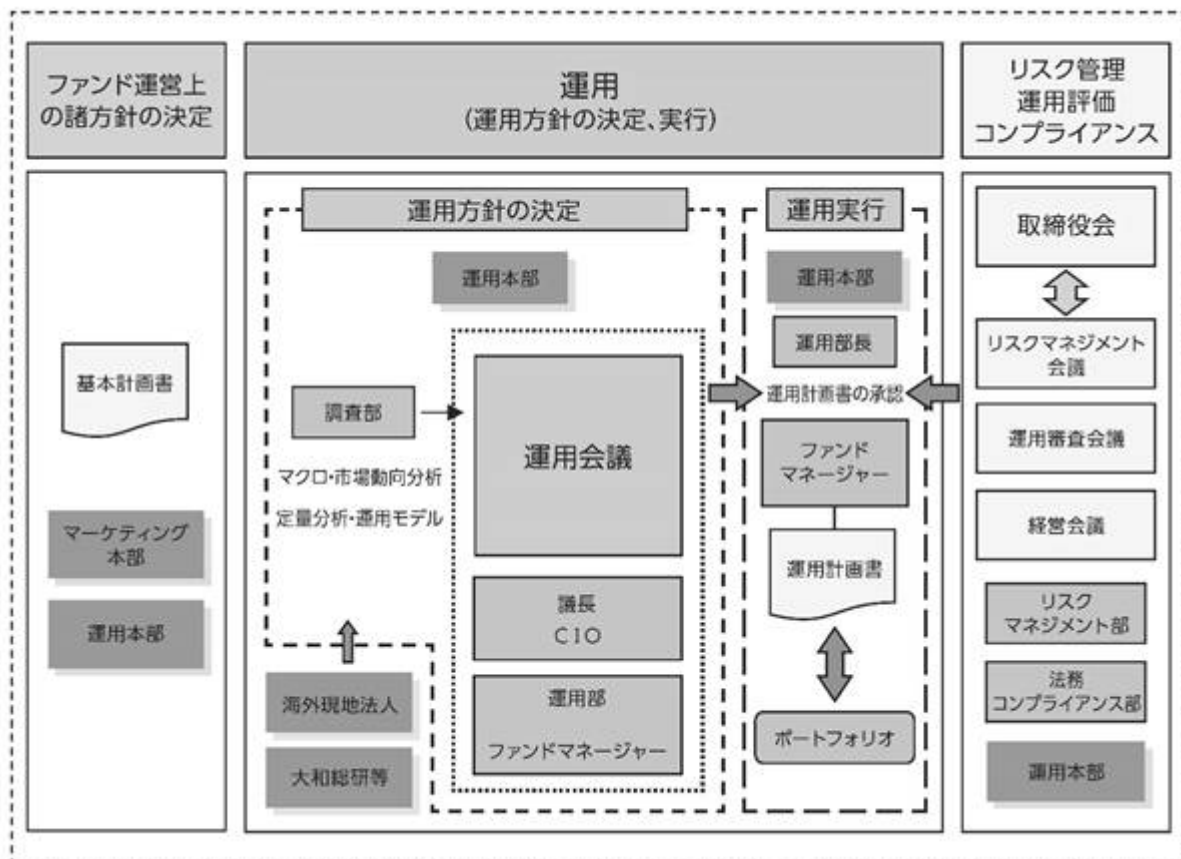 ファンド運営上
の諸方針の決定
運用
(運用方針の決定、実行)
リスク管理
運用評価
コンプライアンス
基本計画書
マーケティング
本部
運用本部
運用方針の決定
運用本部
調査部
マクロ・市場動向分析
定量分析・運用モデル
海外現地法人
大和総研等
運用会議
議長
CIO
運用部
ファンドマネージャー
運用実行
運用本部
運用部長
運用計画書の承認
ファンド
マネージャー
運用計画書
ポートフォリオ
取締役会
リスクマネジメント
会議
運用審査会議
経営会議
リスク
マネジメント部
法務
コンプライアンス部
運用本部